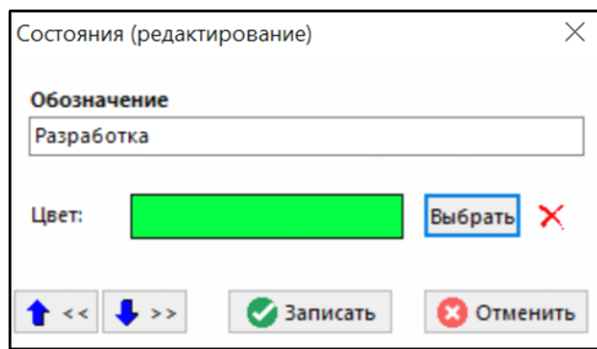 Состояния (редактирование)
Обозначение
Разработка
Цвет: Выбрать
<< >> Записать Отменить